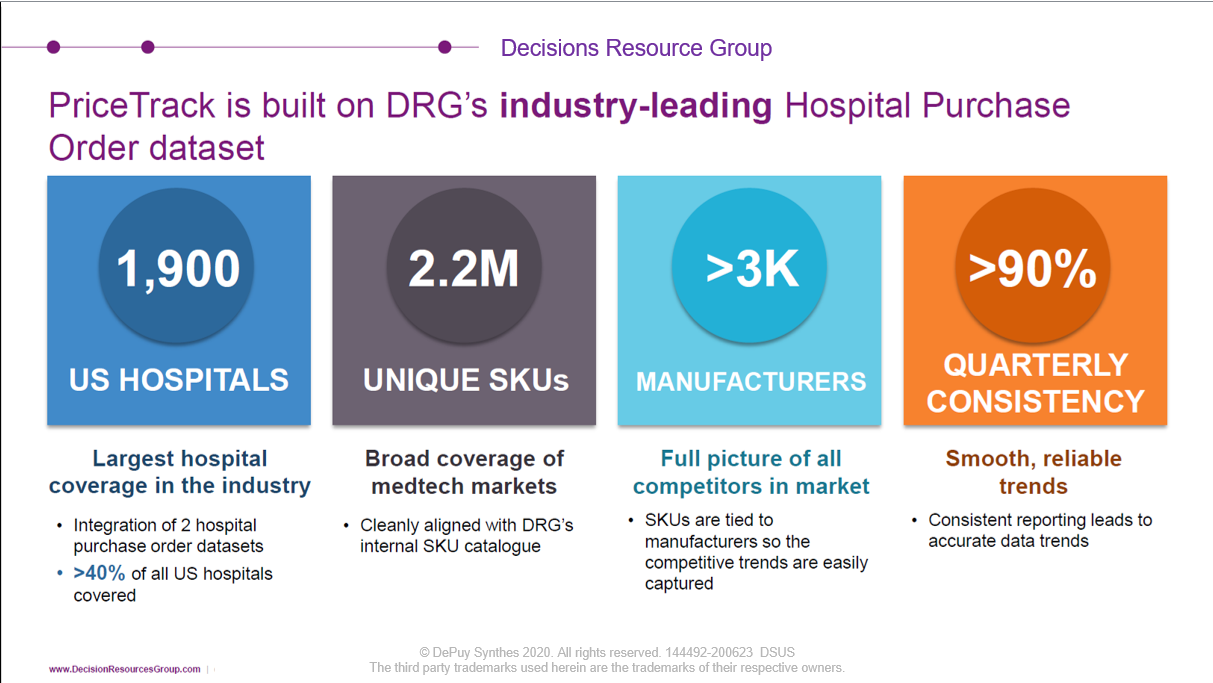 Decisions Resource Group
PriceTrack is built on DRG’s industry-leading Hospital Purchase
Order dataset
1,900
US HOSPITALS
Largest hospital
coverage in the industry
• Integration of 2 hospital
purchase order datasets
• >40% of all US hospitals
covered
2.2M
UNIQUE SKUs
Broad coverage of
medtech markets
• Cleanly aligned with DRG’s
internal SKU catalogue
>3K
MANUFACTURERS
Full picture of all
competitors in market
• SKUs are tied to
manufacturers so the
competitive trends are easily
captured
>90%
QUARTERLY
CONSISTENCY
Smooth, reliable
trends
• Consistent reporting leads to
accurate data trends
www.DecisionResourcesGroup.com |
© DePuy Synthes 2020. All rights reserved. 144492-200623 DSUS
The third party trademarks used herein are the trademarks of their respective owners.